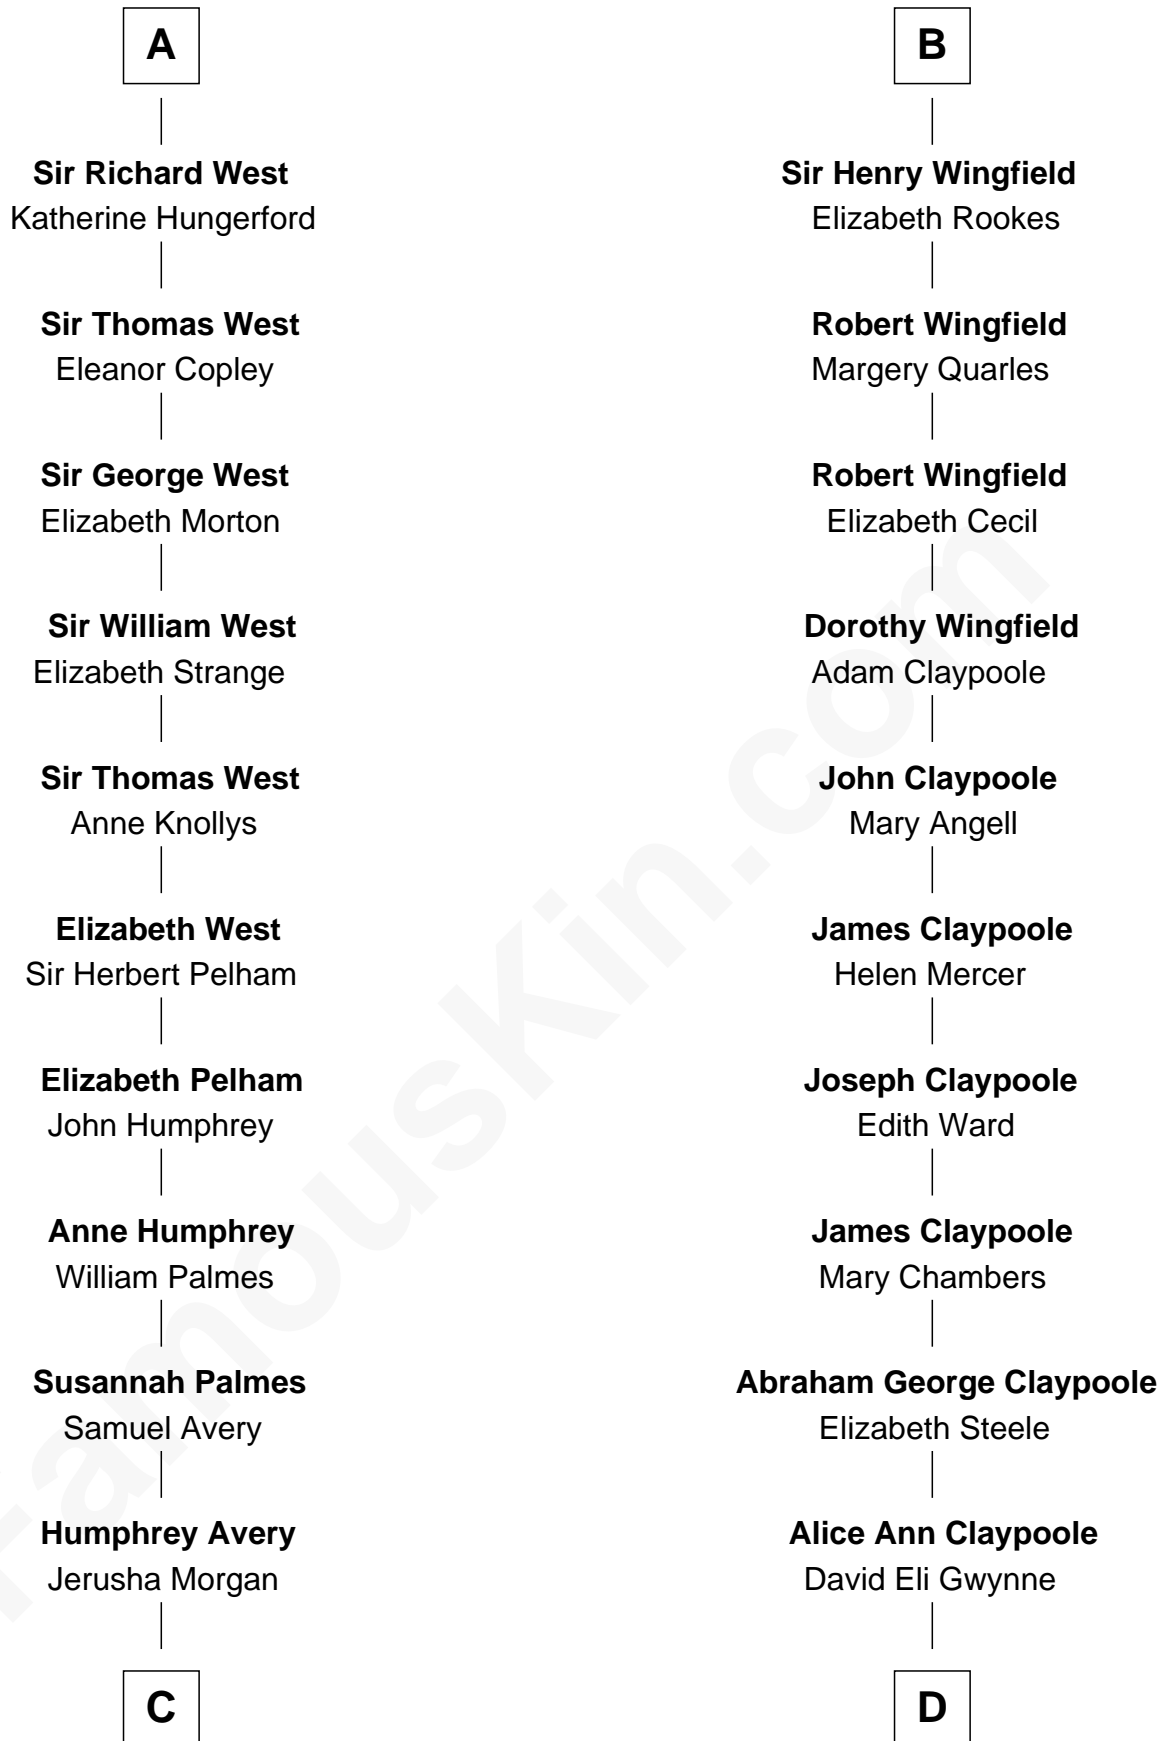 A
Sir Richard West
Katherine Hungerford
Sir Thomas West
Eleanor Copley
Sir George West
Elizabeth Morton
Sir William West
Elizabeth Strange
Sir Thomas West
Anne Knollys
Elizabeth West
Sir Herbert Pelham
Elizabeth Pelham
John Humphrey
Anne Humphrey
William Palmes
Susannah Palmes
Samuel Avery
Humphrey Avery
Jerusha Morgan
C
B
Sir Henry Wingfield
Elizabeth Rookes
Robert Wingfield
Margery Quarles
Robert Wingfield
Elizabeth Cecil
Dorothy Wingfield
Adam Claypoole
John Claypoole
Mary Angell
James Claypoole
Helen Mercer
Joseph Claypoole
Edith Ward
James Claypoole
Mary Chambers
Abraham George Claypoole
Elizabeth Steele
Alice Ann Claypoole
David Eli Gwynne
D
FamousKin.com